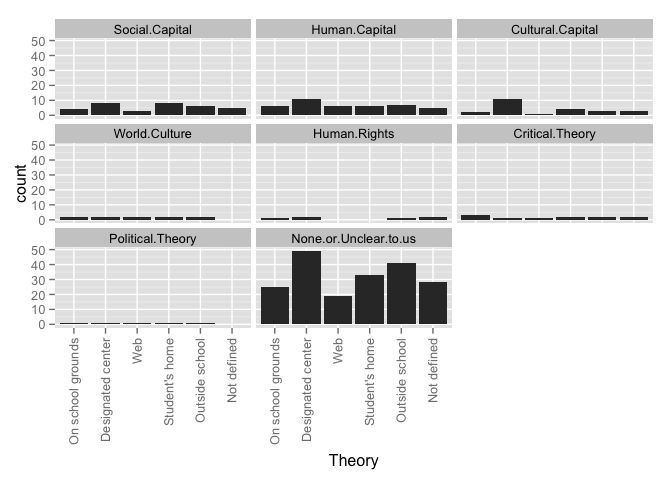 Social.Capital Human.Capital Cultural.Capital
50
40
30
20
10
0
World.Culture Human.Rights Critical.Theory
50
40
30
20
10
0
count
Political.Theory None.or.Unclear.to.us
50
40
30
20
10
0
On school grounds
Designated center
Web
Student's home
Outside school
Not defined
On school grounds
Designated center
Web
Student's home
Outside school
Not defined
Theory